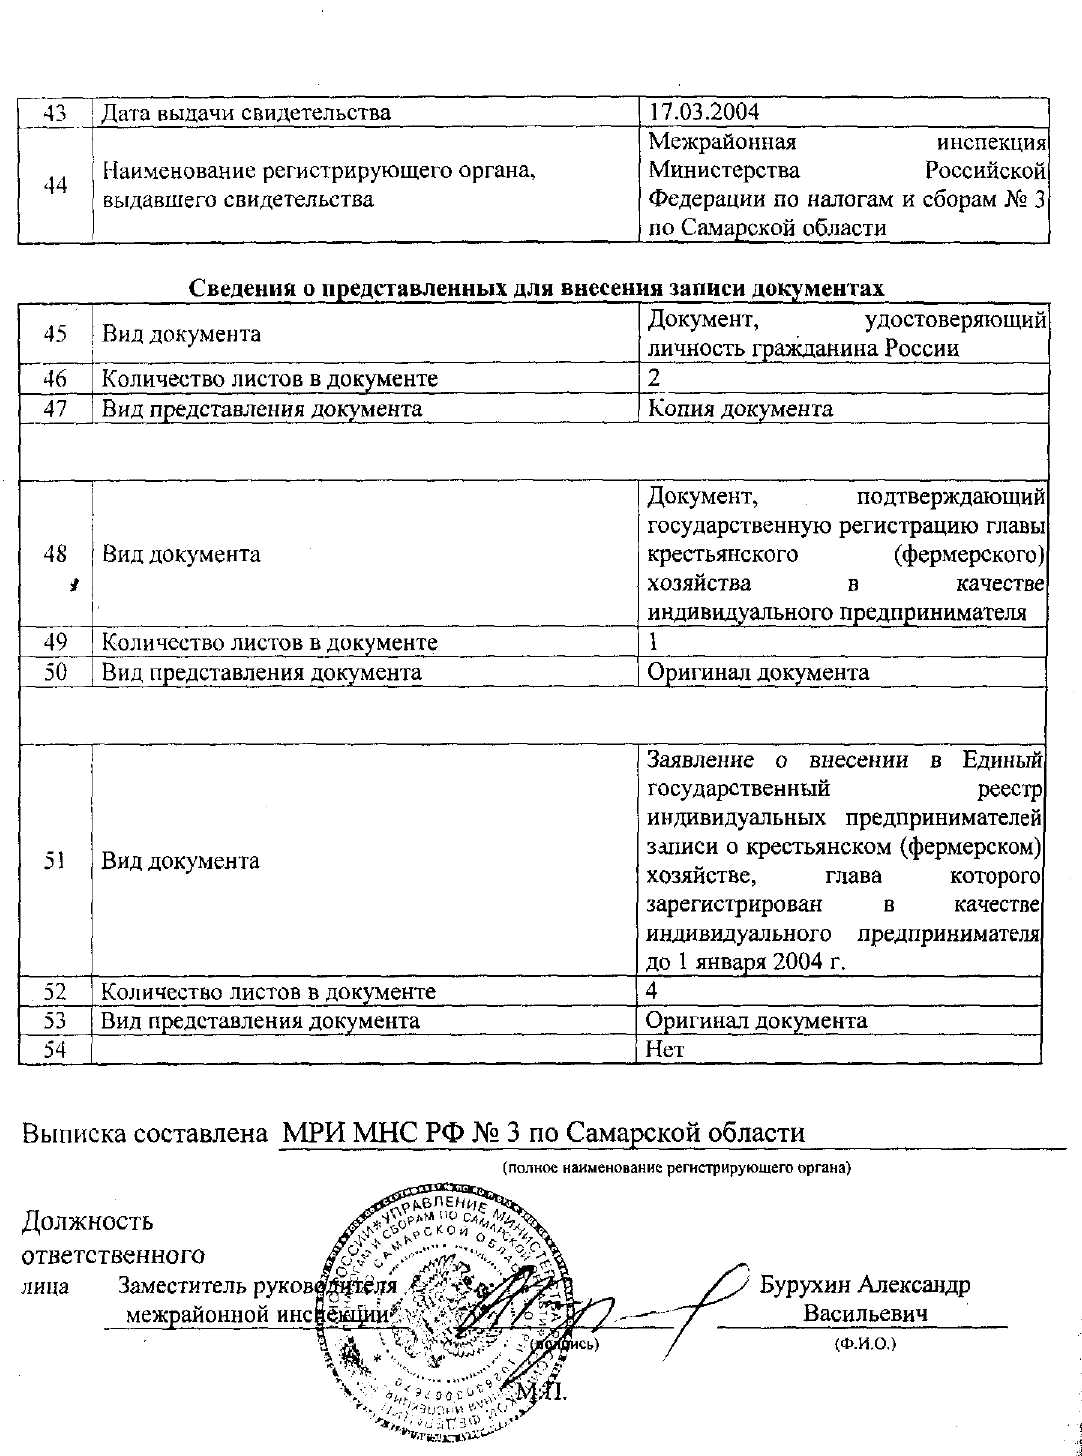 43 Дата выдачи свидетельства 17.03.2004
44 Наименование регистрирующего органа,
выдавшего свидетельства
Межрайонная инспекция
Министерства Российской
Федерации по налогам и сборам № 3
по Самарской области
Сведения о представленных для внесения записи документах
45 Вид документа
Документ, удостоверяющий
личность гражданина России
46 Количество листов в документе 2
47 Вид представления документа Копия документа
48 Вид документа
Документ, подтверждающий
государственную регистрацию главы
крестьянского (фермерского)
хозяйства в качестве
индивидуального предпринимателя
49 Количество листов в документе 1
50 Вид представления документа Оригинал документа
51 Вид документа
Заявление о внесении в Единый
государственный реестр
индивидуальных предпринимателей
записи о крестьянском (фермерском)
хозяйстве, глава которого
зарегистрирован в качестве
индивидуального предпринимателя
до 1 января 2004 г.
52 Количество листов в документе 4
53 Вид представления документа Оригинал документа
54 Нет
Выписка составлена МРИ МНС РФ № 3 по Самарской области
(полное наименование регистрирующего органа)
Должность
ответственного
лица Заместитель руководителя
межрайонной инспекции
Бурухин Александр
Васильевич
(подпись) (Ф.И.О.)
М.П.
УПРАВЛЕНИЕ МИНИСТЕРСТВА
СБОРАМ ПО САМАРСКОЙ
САМАРСКОЙ